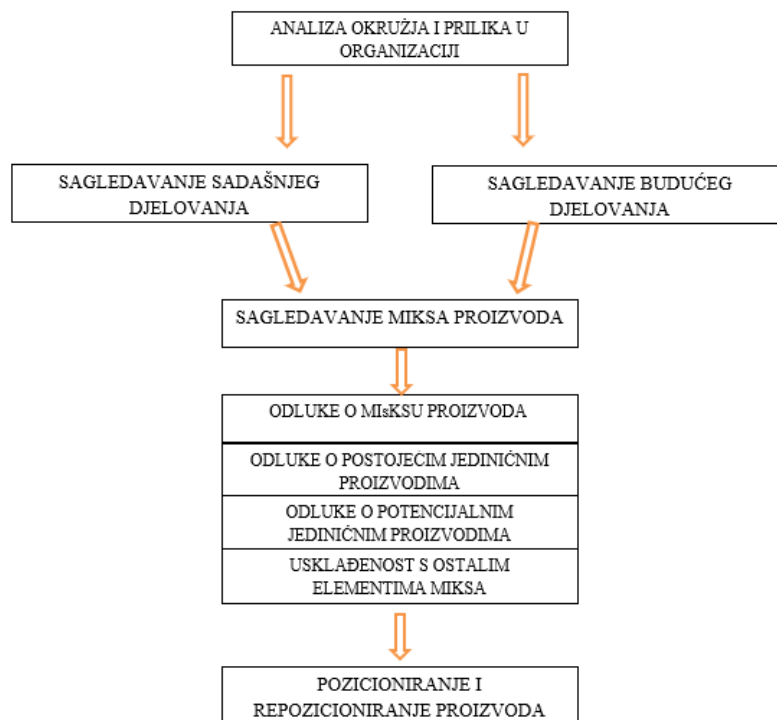 ANALIZA OKRUŽJA I PRILIKA U
ORGANIZACIJI
SAGLEDAVANJE SADAŠNJEG
DJELOVANJA
SAGLEDAVANJE BUDUĆEG
DJELOVANJA
SAGLEDAVANJE MIKSA PROIZVODA
ODLUKE O MIsKSU PROIZVODA
ODLUKE O POSTOJEĆIM JEDINIČNIM
PROIZVODIMA
ODLUKE O POTENCIJALNIM
JEDINIČNIM PROIZVODIMA
USKLAĐENOST S OSTALIM
ELEMENTIMA MIKSA
POZICIONIRANJE I
REPOZICIONIRANJE PROIZVODA